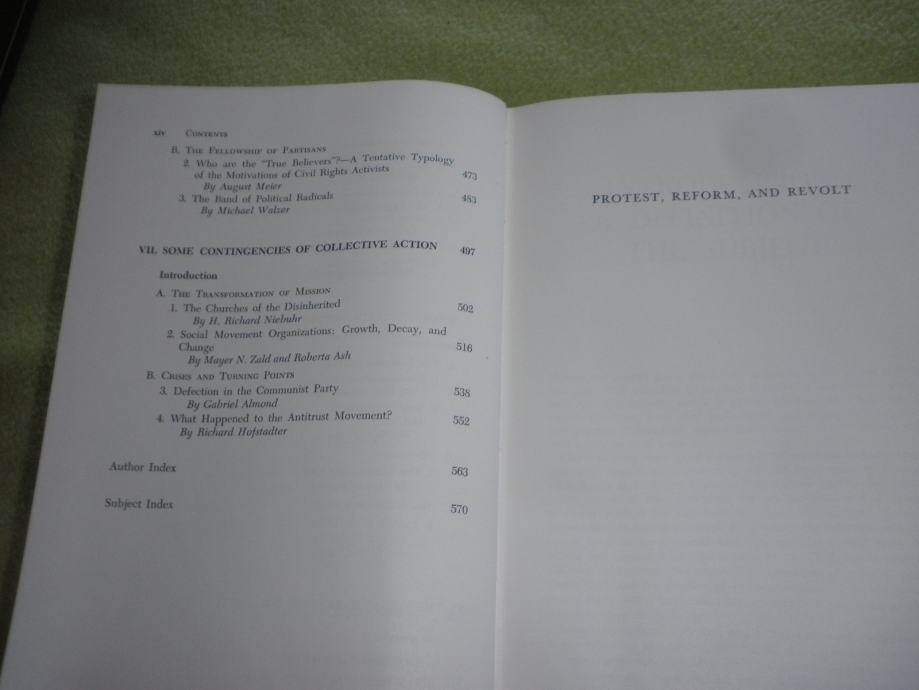 xiv Contents
B. The Fellowship of Partisans
2. Who are the "True Believers"?—A Tentative Typology
of the Motivations of Civil Rights Activists 473
By August Meier
3. The Band of Political Radicals 483
By Michael Walzer
VII. SOME CONTINGENCIES OF COLLECTIVE ACTION 497
Introduction
A. The Transformation of Mission
1. The Churches of the Disinherited 502
By H. Richard Niebuhr
2. Social Movement Organizations: Growth, Decay, and
Change 516
By Mayer N. Zald and Roberta Ash
B. Crises and Turning Points
3. Defection in the Communist Party 538
By Gabriel Almond
4. What Happened to the Antitrust Movement? 552
By Richard Hofstadter
Author Index 563
Subject Index 570
PROTEST, REFORM, AND REVOLT